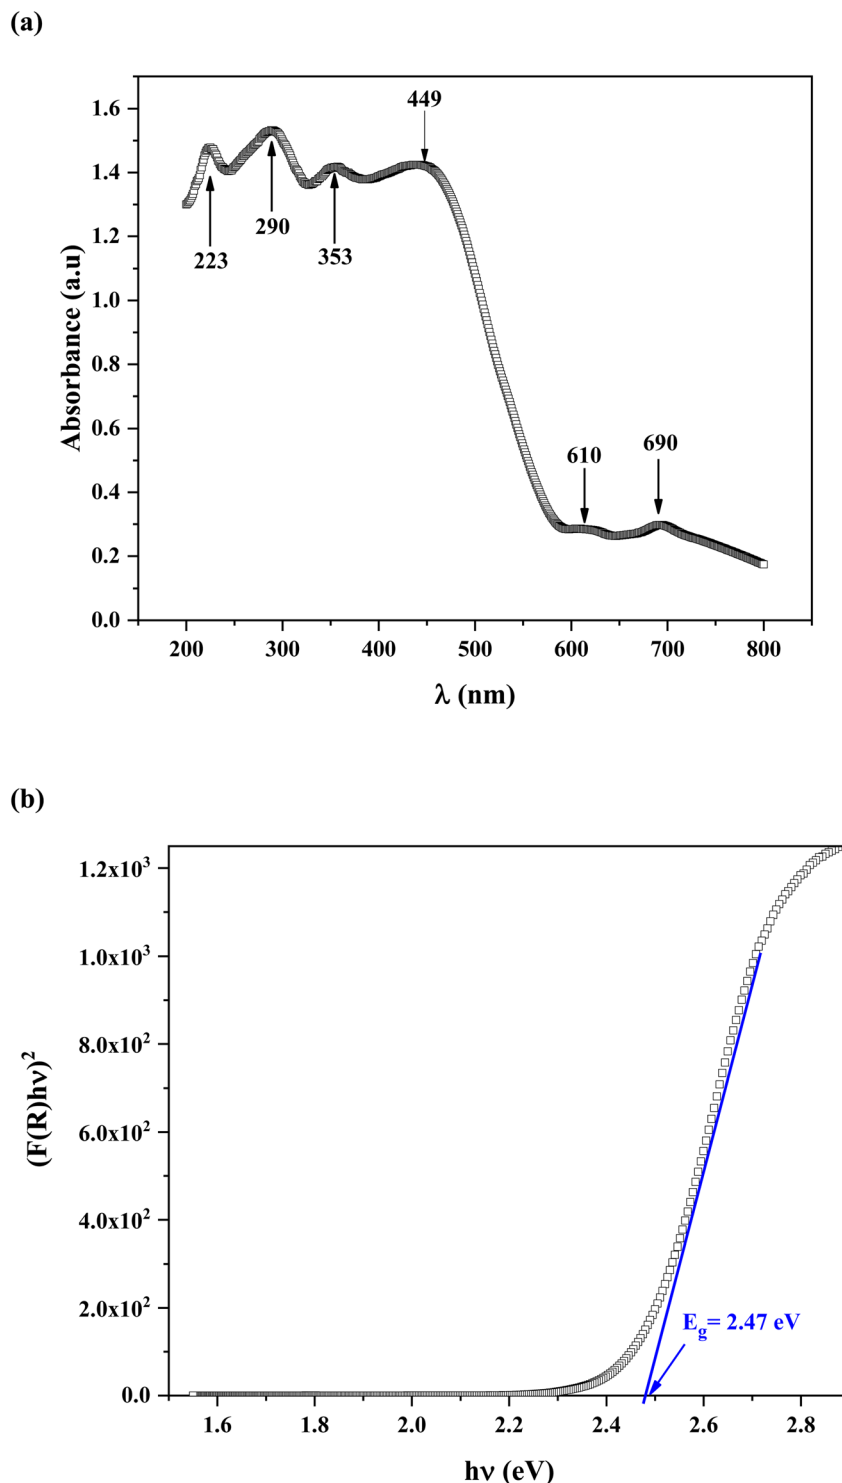 (a)
1.6
1.4
1.2
1.0
0.8
0.6
0.4
0.2
0.0
Absorbance (a.u)
449
290
223
353
610
690
200 300 400 500 600 700 800
λ (nm)
(b)
1.2x10³
1.0x10³
8.0x10²
6.0x10²
4.0x10²
2.0x10²
0.0
(F(R)hν)²
E_g= 2.47 eV
1.6 1.8 2.0 2.2 2.4 2.6 2.8
hν (eV)